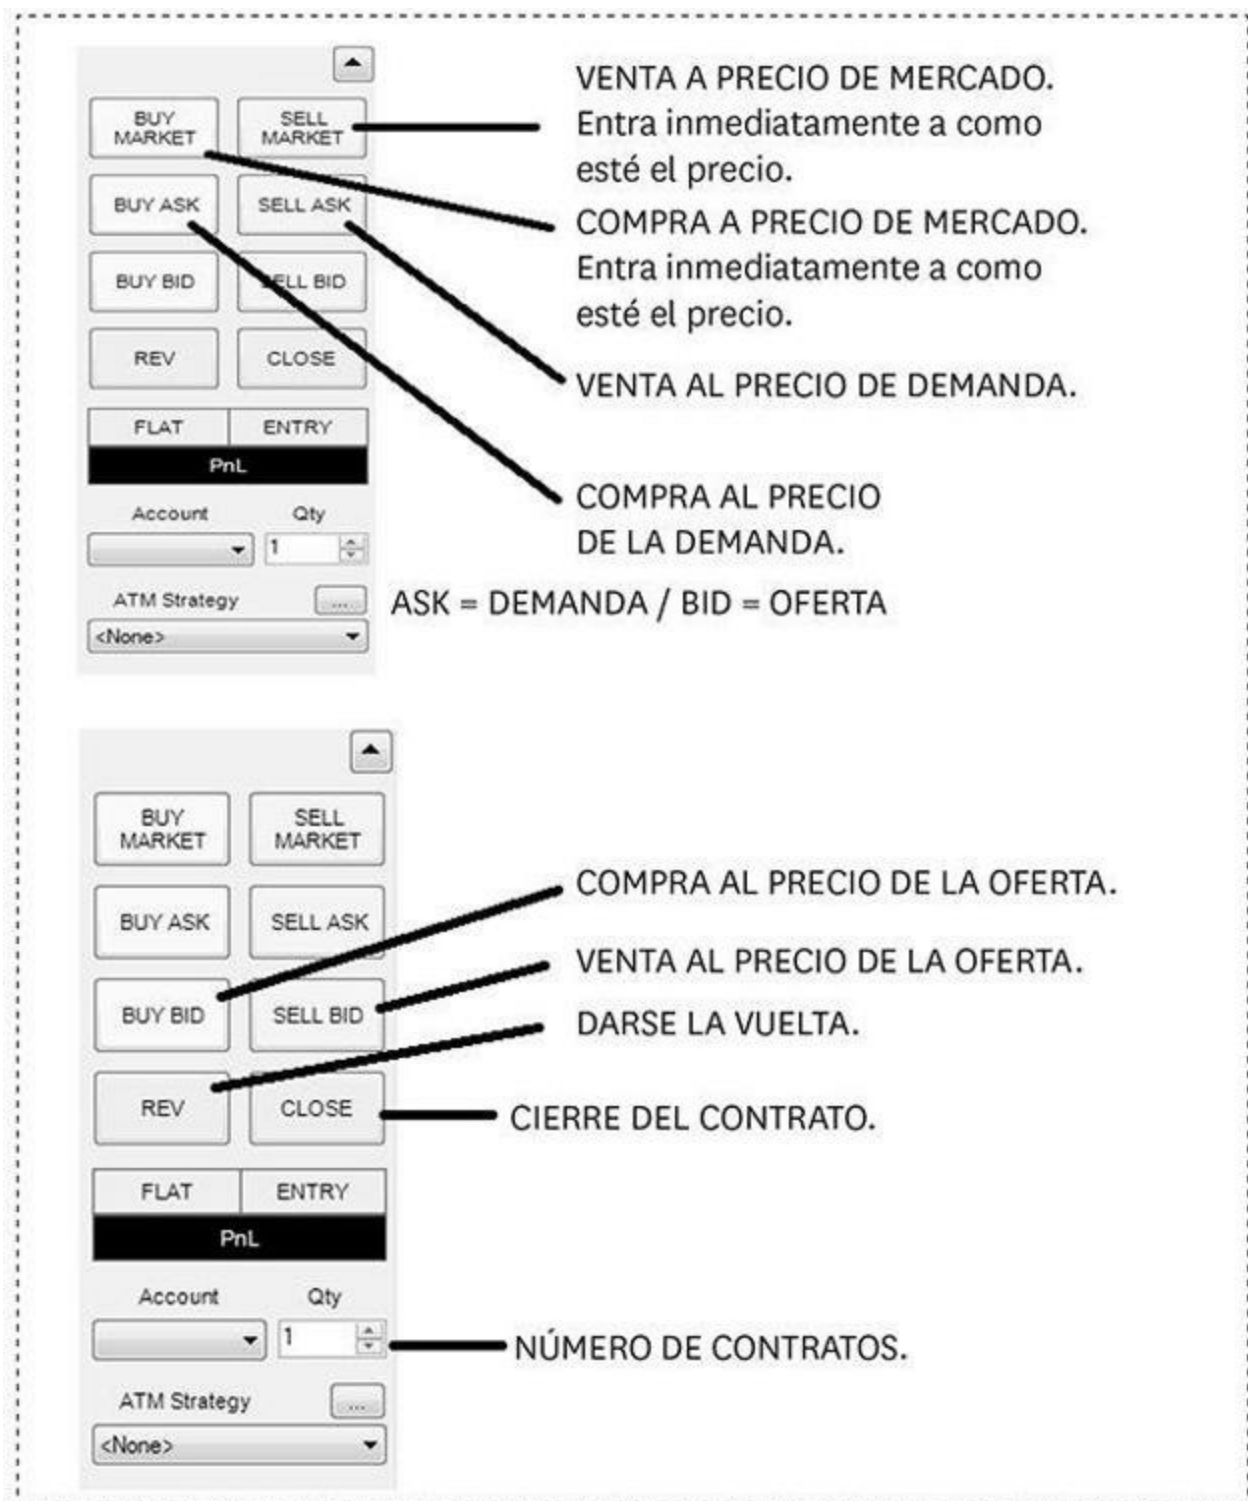 BUY
MARKET
SELL
MARKET
VENTA A PRECIO DE MERCADO.
Entra inmediatamente a como
esté el precio.
BUY ASK
SELL ASK
COMPRA A PRECIO DE MERCADO.
Entra inmediatamente a como
esté el precio.
BUY BID
SELL BID
REV
CLOSE
VENTA AL PRECIO DE DEMANDA.
FLAT
ENTRY
PnL
COMPRA AL PRECIO
DE LA DEMANDA.
Account
Qty
1
ATM Strategy
...
ASK = DEMANDA / BID = OFERTA
<None>
BUY
MARKET
SELL
MARKET
COMPRA AL PRECIO DE LA OFERTA.
BUY ASK
SELL ASK
VENTA AL PRECIO DE LA OFERTA.
BUY BID
SELL BID
DARSE LA VUELTA.
REV
CLOSE
CIERRE DEL CONTRATO.
FLAT
ENTRY
PnL
Account
Qty
1
NÚMERO DE CONTRATOS.
ATM Strategy
...
<None>